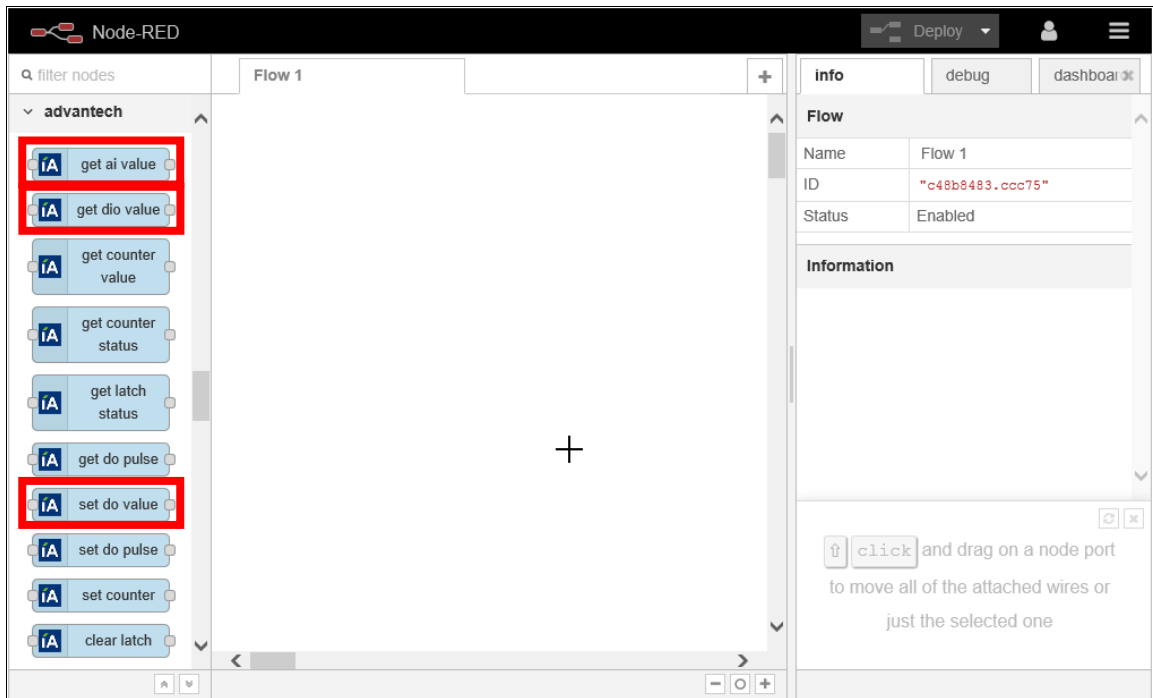 Node-RED
Deploy
filter nodes
Flow 1
info
debug
dashboar
advantech
get ai value
get dio value
get counter
value
get counter
status
get latch
status
get do pulse
set do value
set do pulse
set counter
clear latch
Flow
Name Flow 1
ID "c48b8483.ccc75"
Status Enabled
Information
click and drag on a node port
to move all of the attached wires or
just the selected one